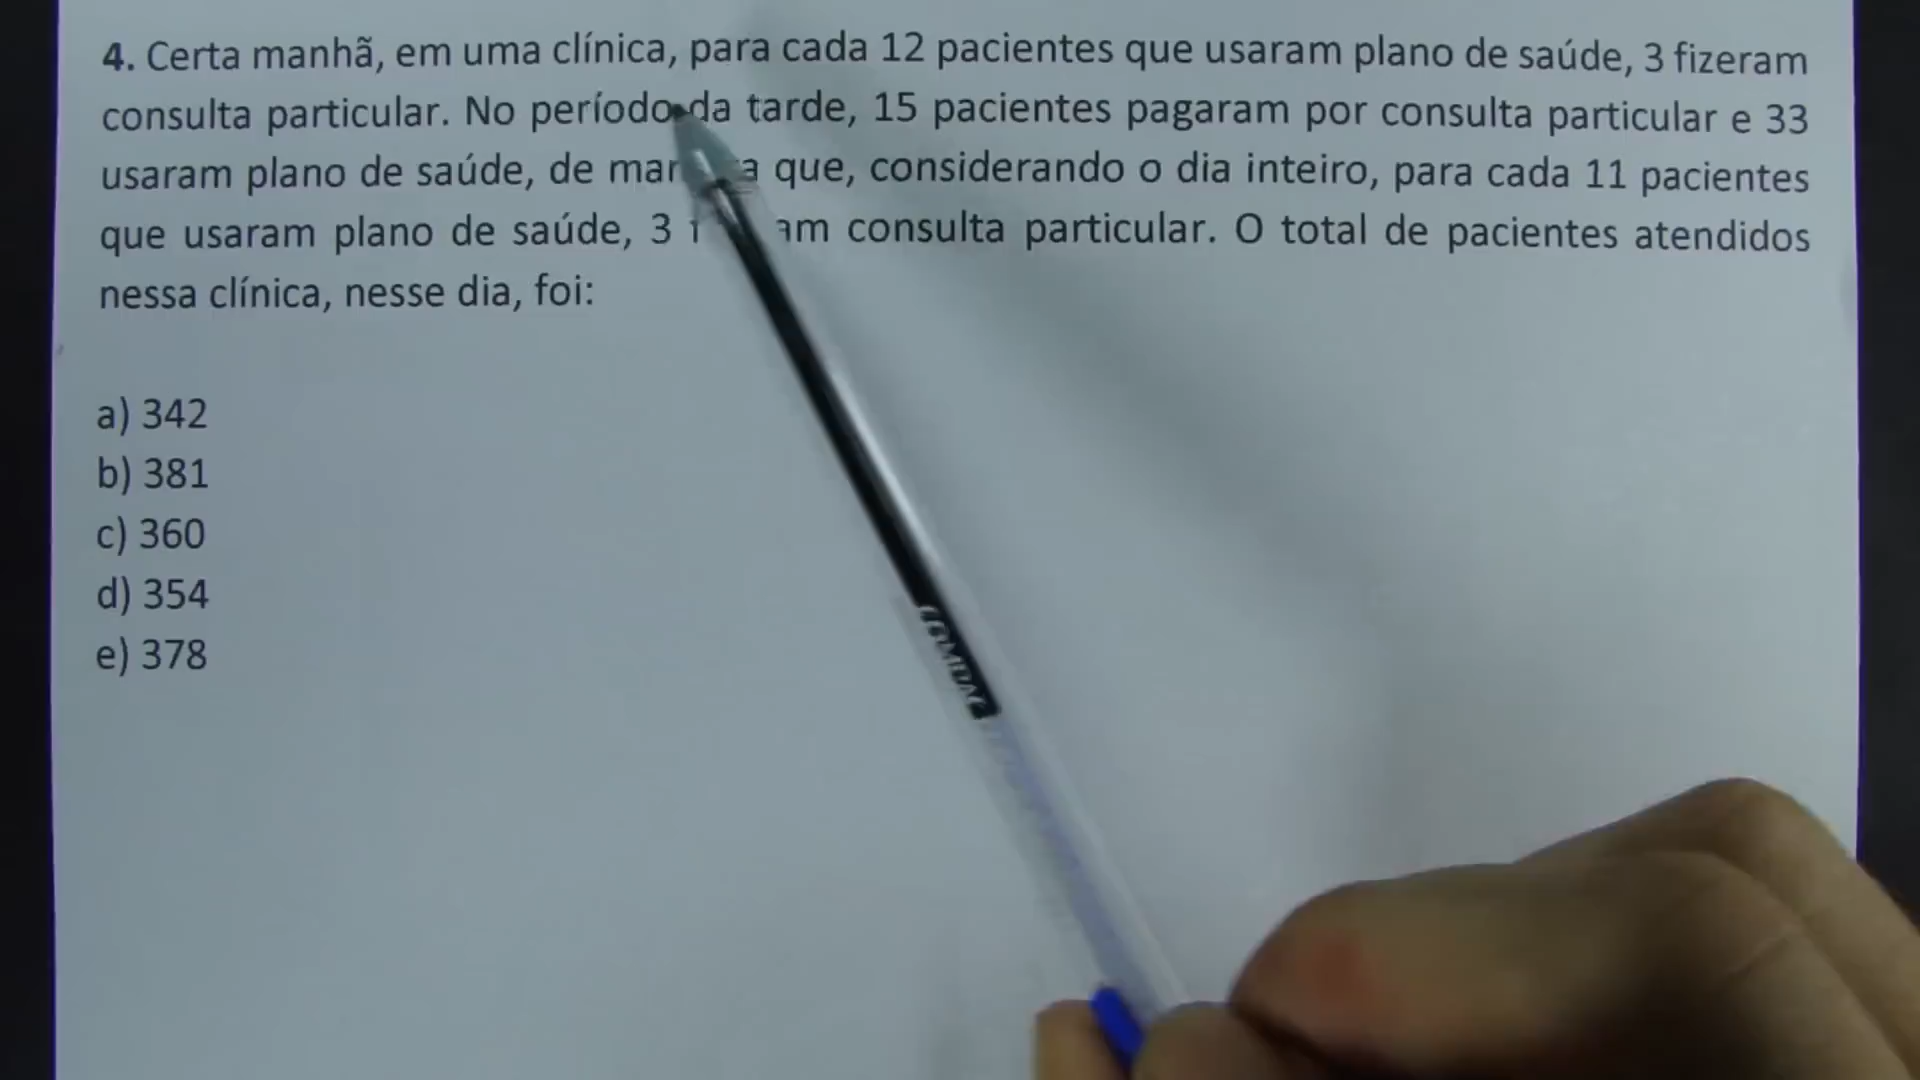 4. Certa manhã, em uma clínica, para cada 12 pacientes que usaram plano de saúde, 3 fizeram
consulta particular. No período da tarde, 15 pacientes pagaram por consulta particular e 33
usaram plano de saúde, de que, considerando o dia inteiro, para cada 11 pacientes
que usaram plano de saúde, 3 consulta particular. O total de pacientes atendidos
nessa clínica, nesse dia, foi:
a) 342
b) 381
c) 360
d) 354
e) 378